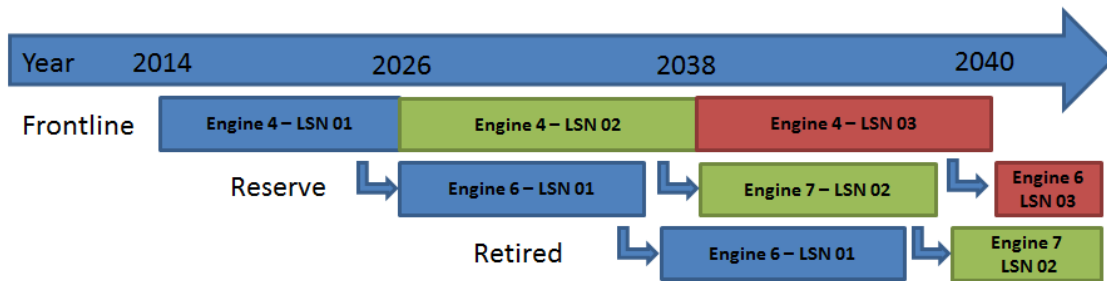 Year 2014 2026 2038 2040
Frontline Engine 4 – LSN 01 Engine 4 – LSN 02 Engine 4 – LSN 03
Reserve Engine 6 – LSN 01 Engine 7 – LSN 02 Engine 6
LSN 03
Retired Engine 6 – LSN 01 Engine 7
LSN 02